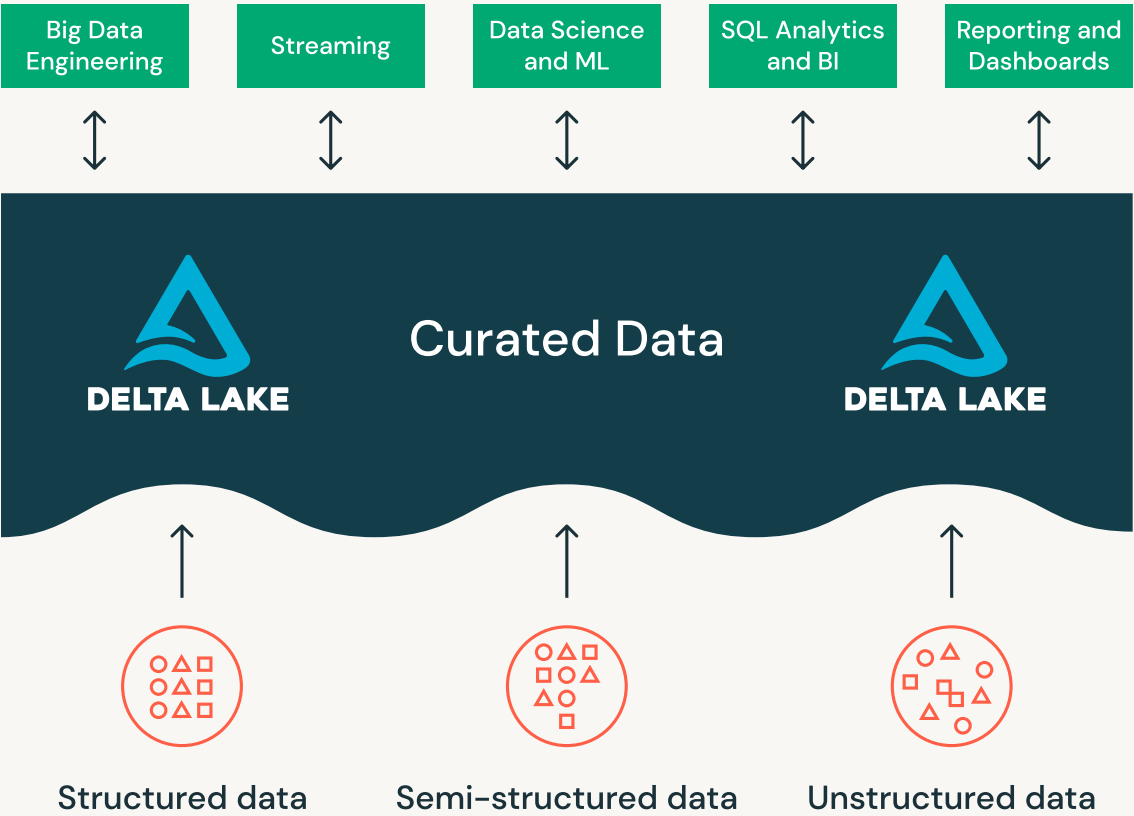 Big Data
Engineering
Streaming
Data Science
and ML
SQL Analytics
and BI
Reporting and
Dashboards
DELTA LAKE
Curated Data
DELTA LAKE
Structured data
Semi-structured data
Unstructured data